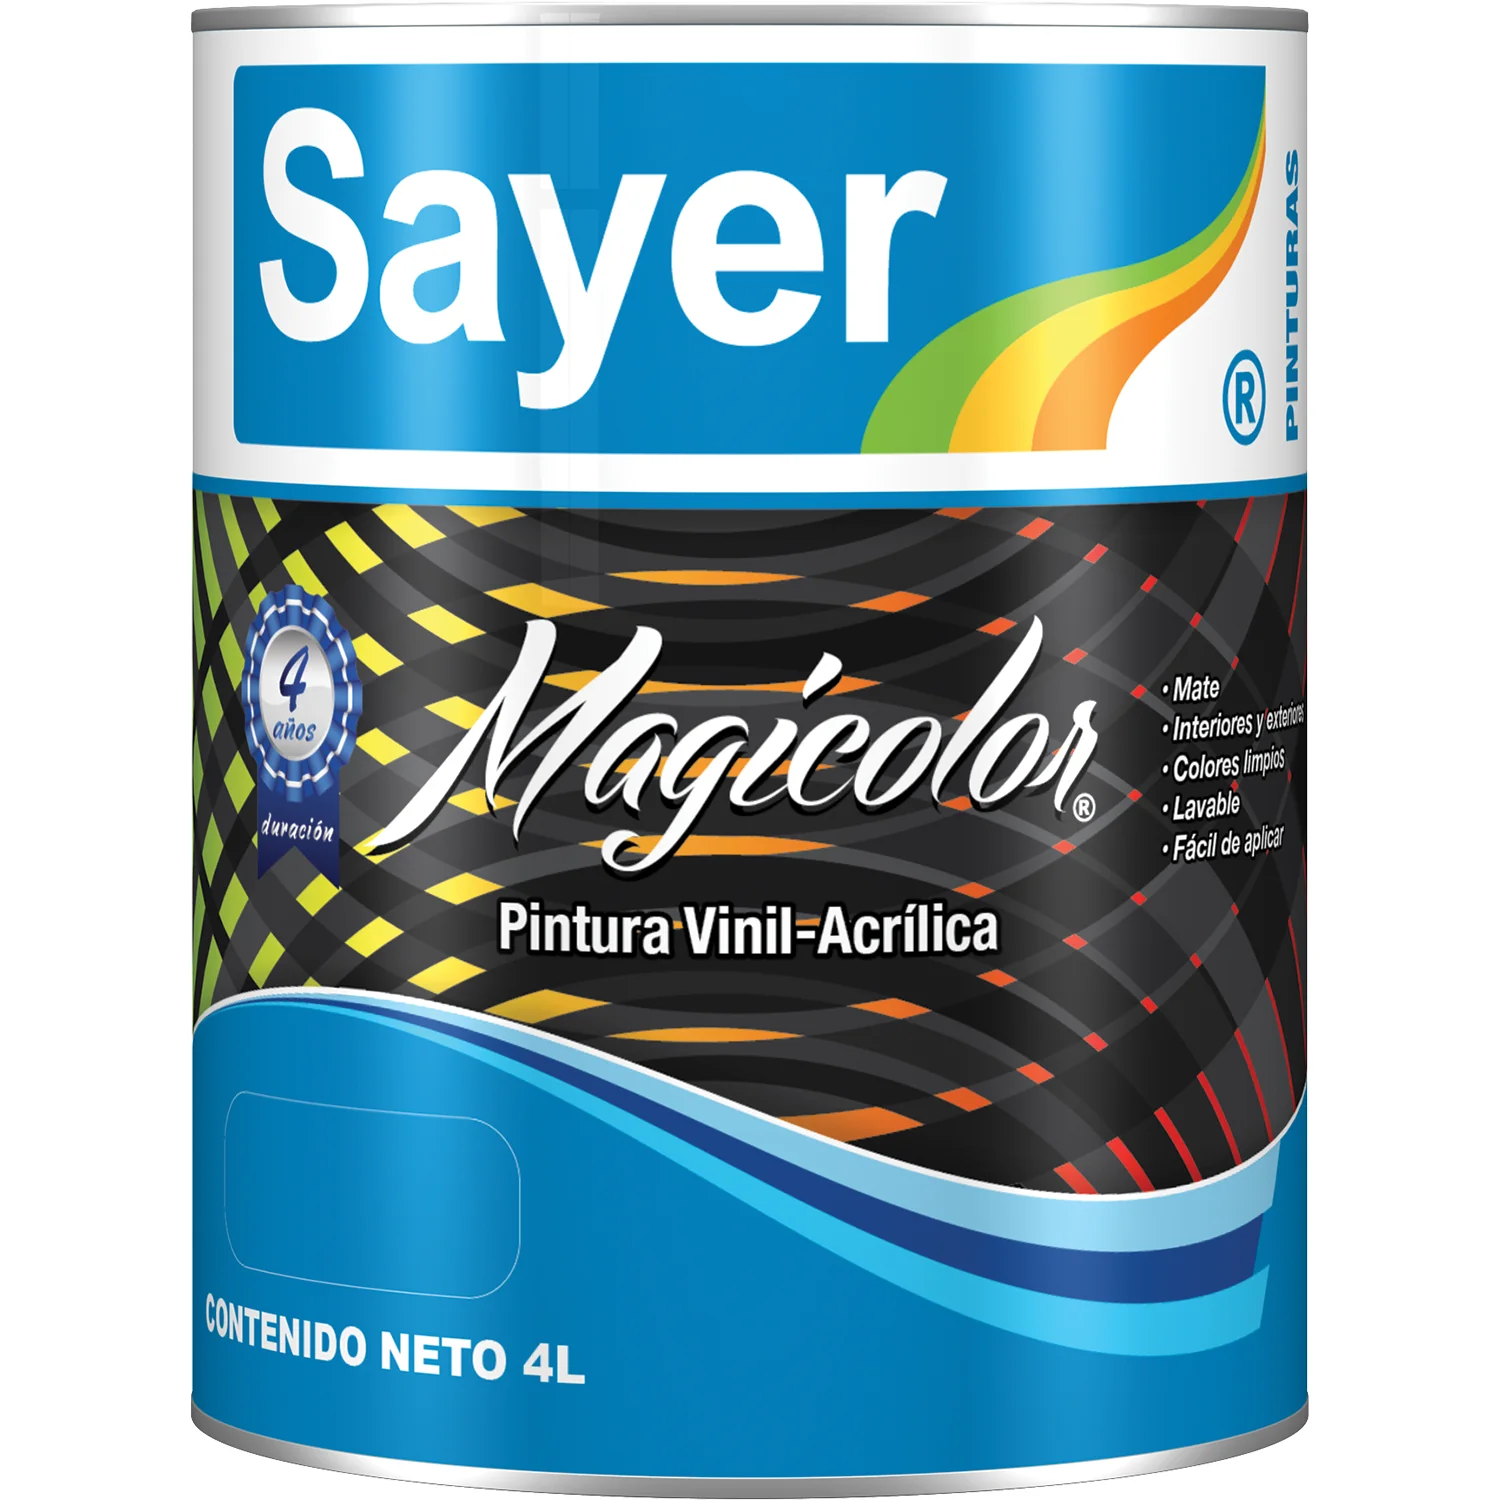 Sayer
®
PINTURAS
4
años
duración
Magicolor®
Pintura Vinil-Acrílica
• Mate
• Interiores y exteriores
• Colores limpios
• Lavable
• Fácil de aplicar
CONTENIDO NETO 4L